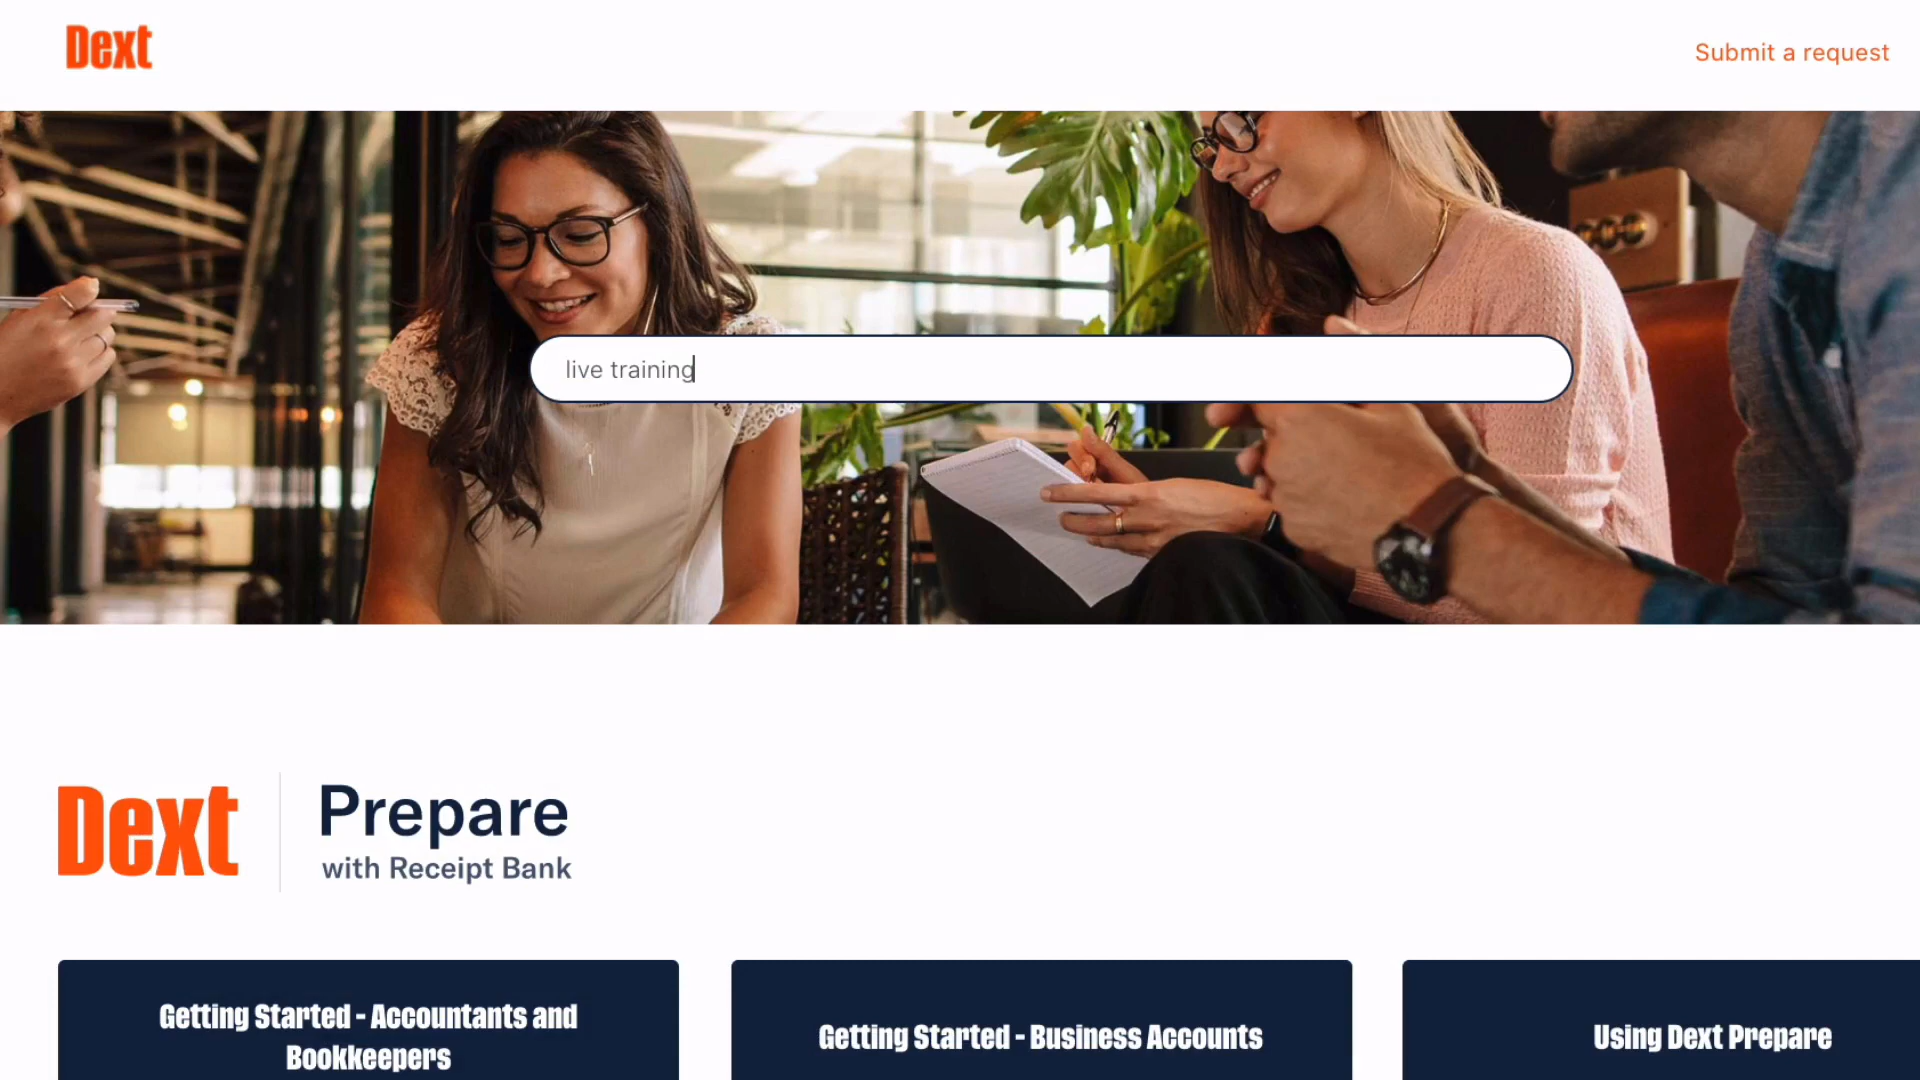 Dext
Submit a request
live training
Dext
Prepare
with Receipt Bank
Getting Started - Accountants and
Bookkeepers
Getting Started - Business Accounts
Using Dext Prepare